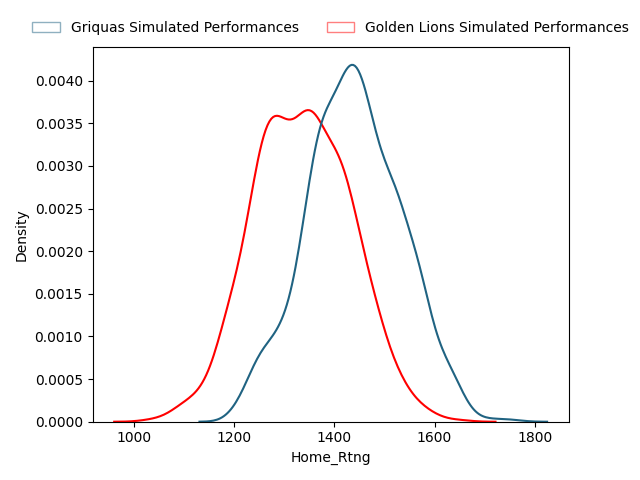 Griquas Simulated Performances Golden Lions Simulated Performances
0.0040
0.0035
0.0030
0.0025
0.0020
0.0015
0.0010
0.0005
0.0000
Density
1000 1200 1400 1600 1800
Home_Rtng